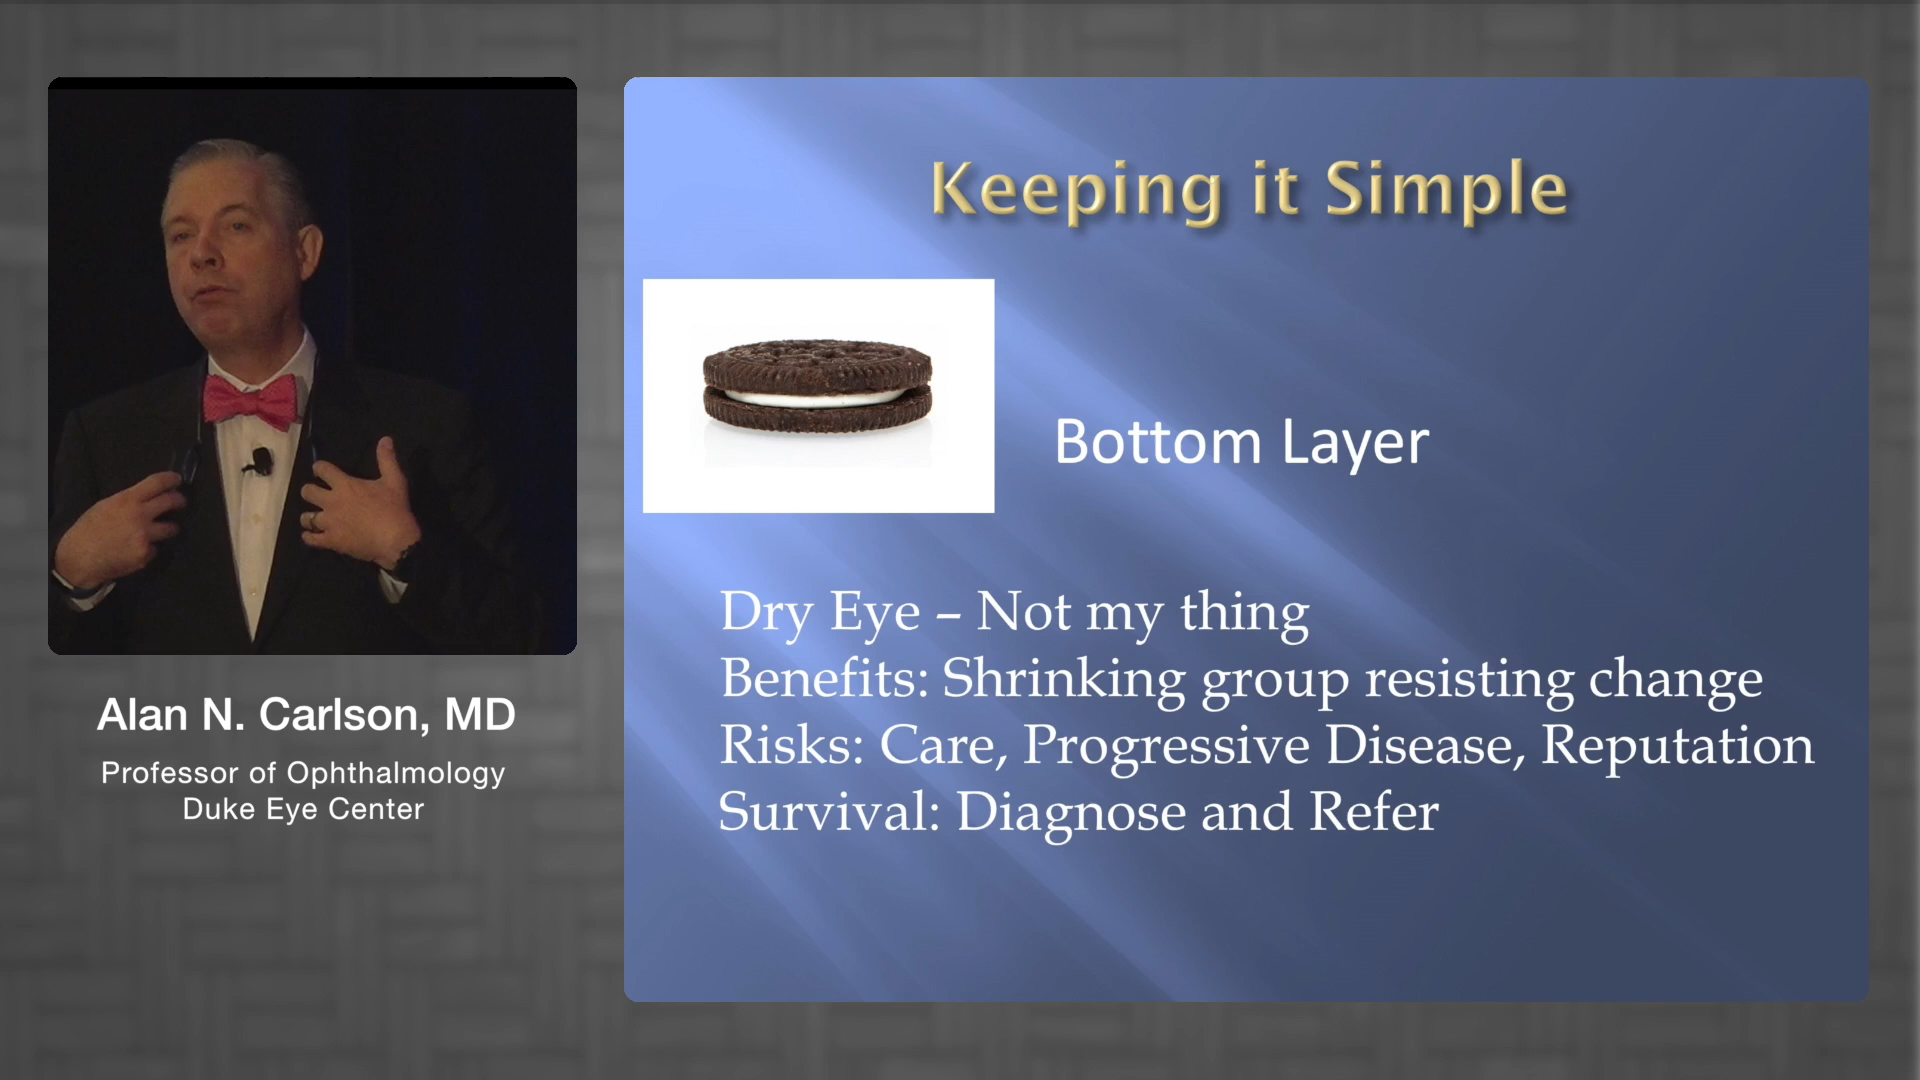 Alan N. Carlson, MD
Professor of Ophthalmology
Duke Eye Center
Keeping it Simple
Bottom Layer
Dry Eye – Not my thing
Benefits: Shrinking group resisting change
Risks: Care, Progressive Disease, Reputation
Survival: Diagnose and Refer